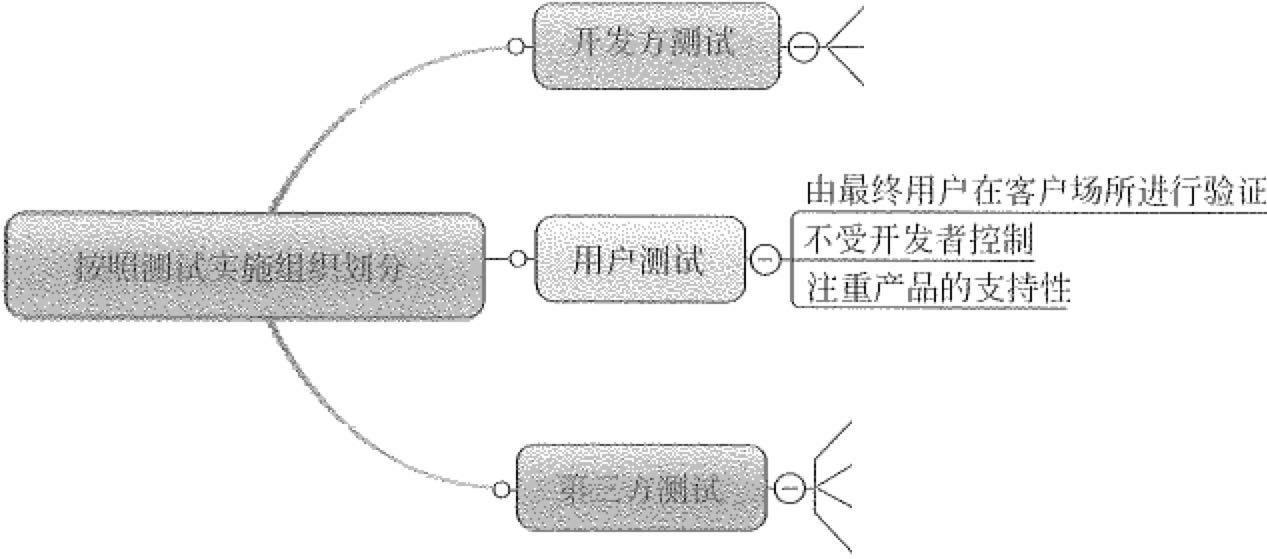 开发方测试
由最终用户在客户场所进行验证
不受开发者控制
注重产品的支持性
用户测试
按照测试实施组织划分
第三方测试